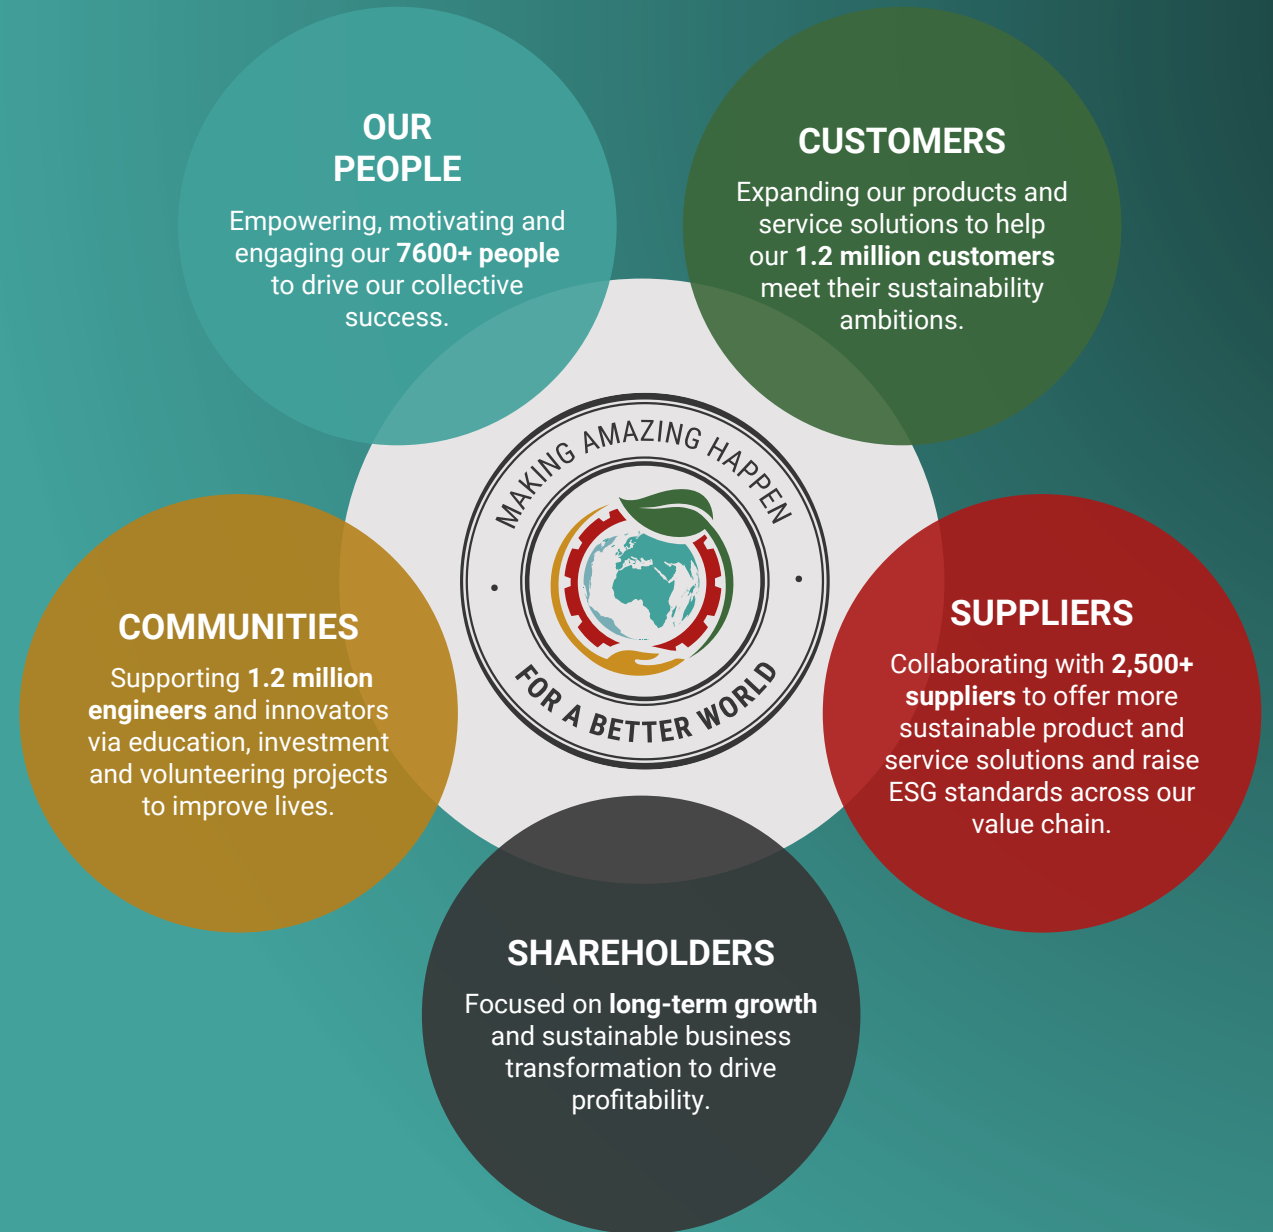 OUR
PEOPLE
Empowering, motivating and
engaging our 7600+ people
to drive our collective
success.
CUSTOMERS
Expanding our products and
service solutions to help
our 1.2 million customers
meet their sustainability
ambitions.
MAKING AMAZING HAPPEN
FOR A BETTER WORLD
COMMUNITIES
Supporting 1.2 million
engineers and innovators
via education, investment
and volunteering projects
to improve lives.
SUPPLIERS
Collaborating with 2,500+
suppliers to offer more
sustainable product and
service solutions and raise
ESG standards across our
value chain.
SHAREHOLDERS
Focused on long-term growth
and sustainable business
transformation to drive
profitability.